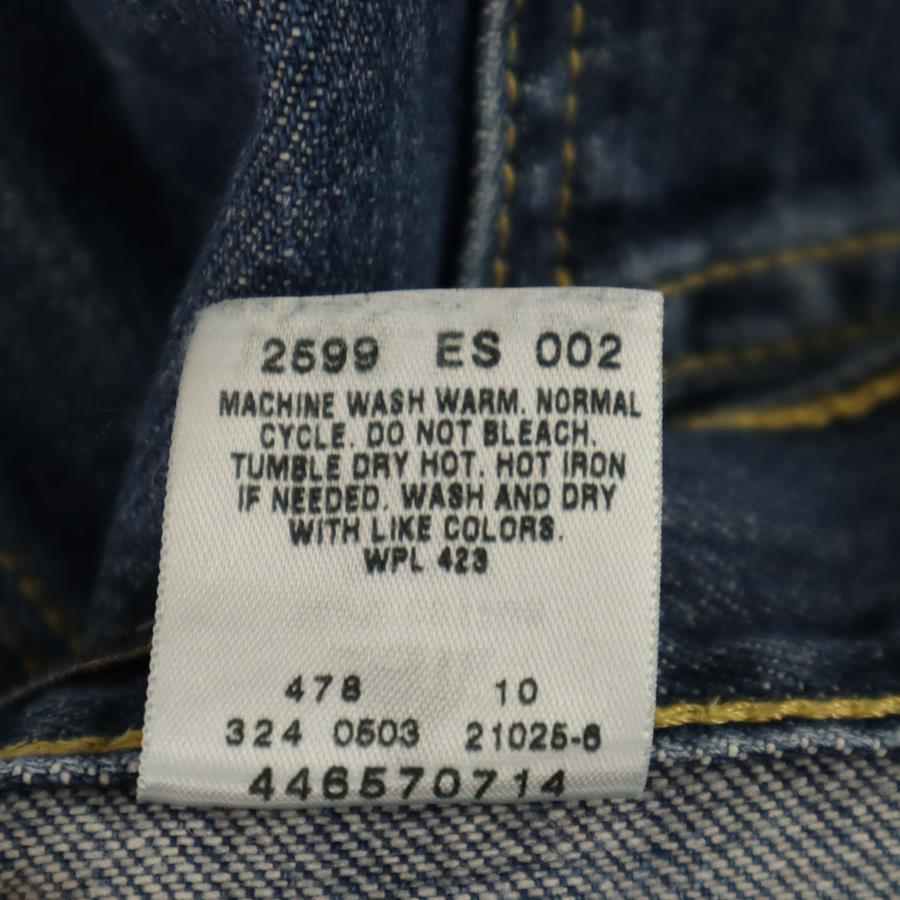 2599 ES 002
MACHINE WASH WARM. NORMAL
CYCLE. DO NOT BLEACH.
TUMBLE DRY HOT. HOT IRON
IF NEEDED. WASH AND DRY
WITH LIKE COLORS.
WPL 423
478 10
324 0503 21025-6
446570714